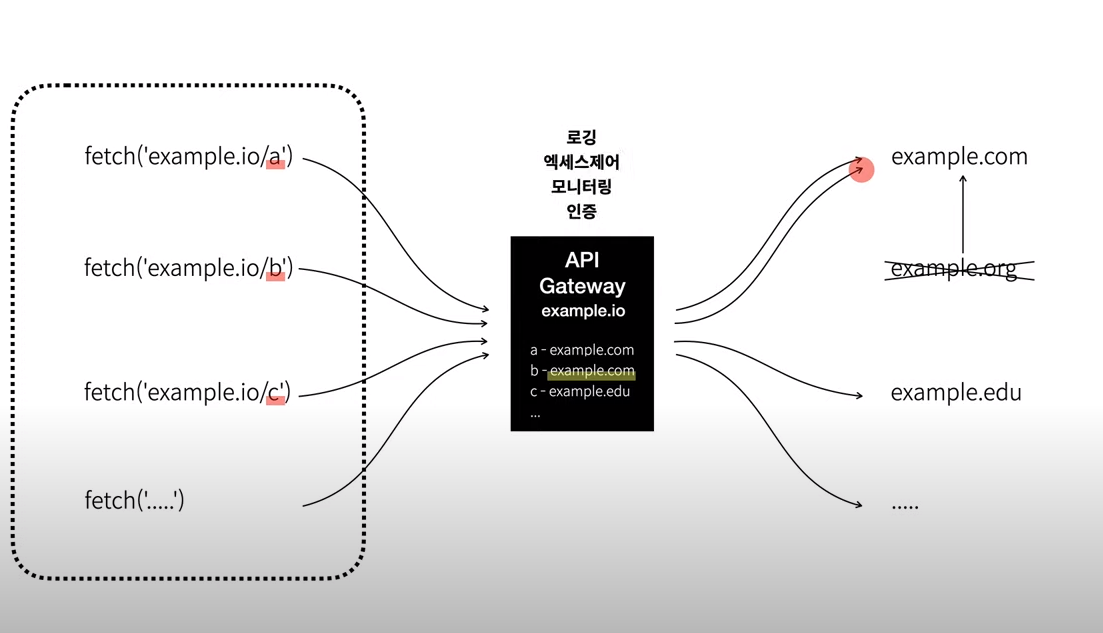 fetch('example.io/a')
fetch('example.io/b')
fetch('example.io/c')
fetch('.....')
로깅
엑세스제어
모니터링
인증
API
Gateway
example.io
a - example.com
b - example.com
c - example.edu
...
example.com
example.org
example.edu
.....